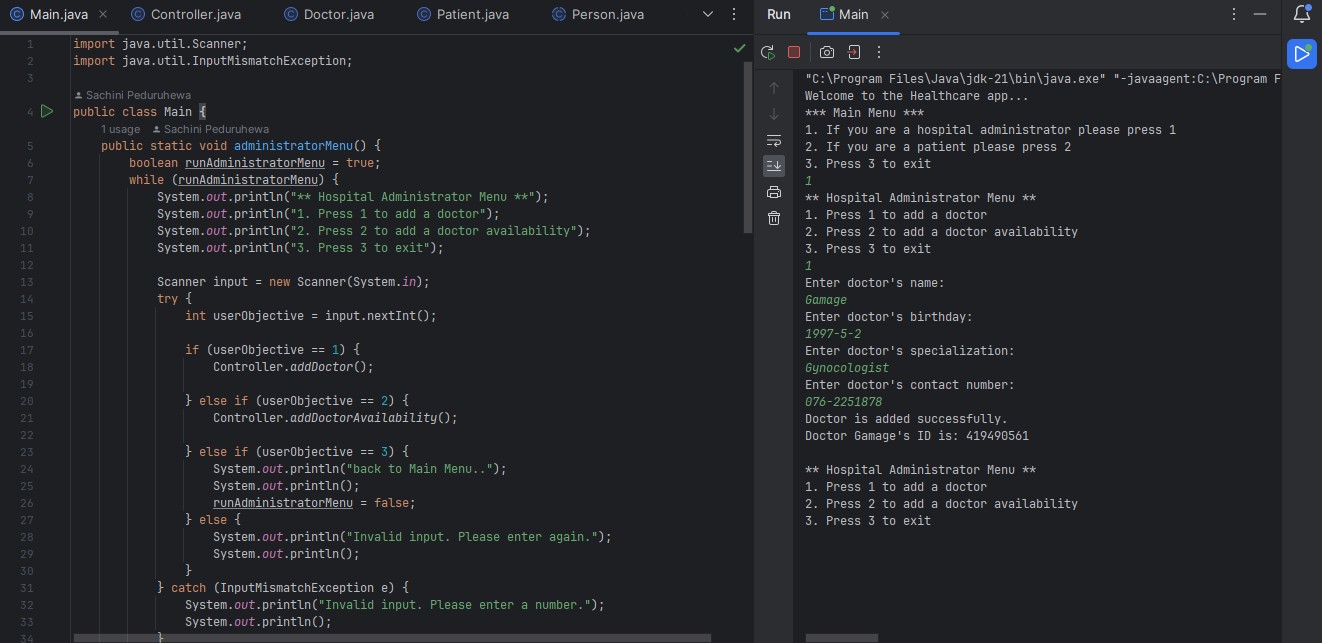 Main.java
Controller.java
Doctor.java
Patient.java
Person.java
1 import java.util.Scanner;
2 import java.util.InputMismatchException;
3
Sachini Peduruhewa
4 public class Main {
1 usage Sachini Peduruhewa
5 public static void administratorMenu() {
6 boolean runAdministratorMenu = true;
7 while (runAdministratorMenu) {
8 System.out.println("** Hospital Administrator Menu **");
9 System.out.println("1. Press 1 to add a doctor");
10 System.out.println("2. Press 2 to add a doctor availability");
11 System.out.println("3. Press 3 to exit");
12
13 Scanner input = new Scanner(System.in);
14 try {
15 int userObjective = input.nextInt();
16
17 if (userObjective == 1) {
18 Controller.addDoctor();
19
20 } else if (userObjective == 2) {
21 Controller.addDoctorAvailability();
22
23 } else if (userObjective == 3) {
24 System.out.println("back to Main Menu..");
25 System.out.println();
26 runAdministratorMenu = false;
27 } else {
28 System.out.println("Invalid input. Please enter again.");
29 System.out.println();
30 }
31 } catch (InputMismatchException e) {
32 System.out.println("Invalid input. Please enter a number.");
33 System.out.println();
34 }
Run
Main
"C:\Program Files\Java\jdk-21\bin\java.exe" "-javaagent:C:\Program F
Welcome to the Healthcare app...
*** Main Menu ***
1. If you are a hospital administrator please press 1
2. If you are a patient please press 2
3. Press 3 to exit
1
** Hospital Administrator Menu **
1. Press 1 to add a doctor
2. Press 2 to add a doctor availability
3. Press 3 to exit
1
Enter doctor's name:
Gamage
Enter doctor's birthday:
1997-5-2
Enter doctor's specialization:
Gynocologist
Enter doctor's contact number:
076-2251878
Doctor is added successfully.
Doctor Gamage's ID is: 419490561
** Hospital Administrator Menu **
1. Press 1 to add a doctor
2. Press 2 to add a doctor availability
3. Press 3 to exit